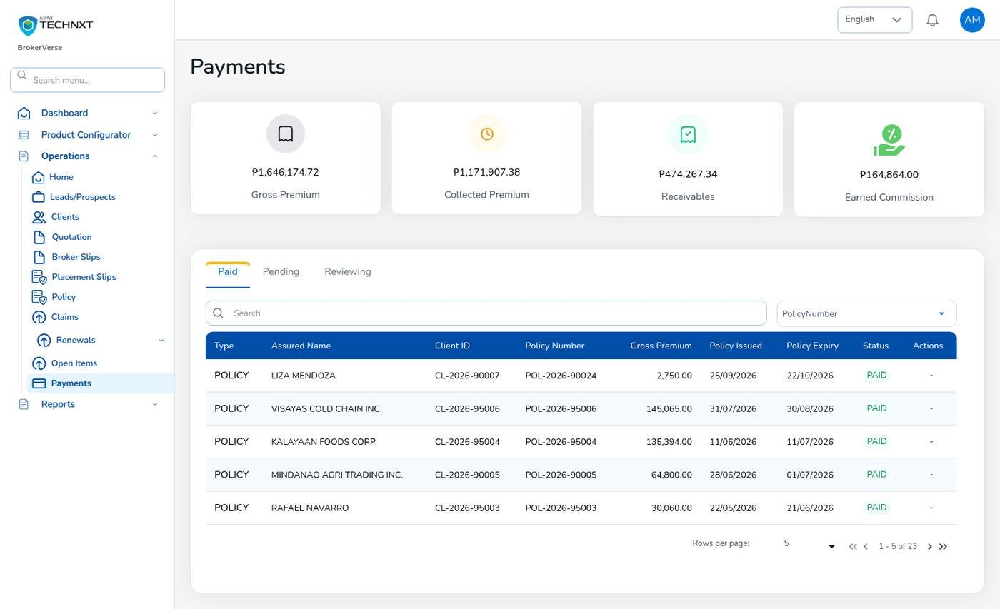 iorta
TECHNXT
BrokerVerse
Search menu...
Dashboard
Product Configurator
Operations
Home
Leads/Prospects
Clients
Quotation
Broker Slips
Placement Slips
Policy
Claims
Renewals
Open Items
Payments
Reports
English
AM
Payments
₱1,646,174.72
Gross Premium
₱1,171,907.38
Collected Premium
₱474,267.34
Receivables
₱164,864.00
Earned Commission
Paid Pending Reviewing
Search
PolicyNumber
Type Assured Name Client ID Policy Number Gross Premium Policy Issued Policy Expiry Status Actions
POLICY LIZA MENDOZA CL-2026-90007 POL-2026-90024 2,750.00 25/09/2026 22/10/2026 PAID -
POLICY VISAYAS COLD CHAIN INC. CL-2026-95006 POL-2026-95006 145,065.00 31/07/2026 30/08/2026 PAID -
POLICY KALAYAAN FOODS CORP. CL-2026-95004 POL-2026-95004 135,394.00 11/06/2026 11/07/2026 PAID -
POLICY MINDANAO AGRI TRADING INC. CL-2026-90005 POL-2026-90005 64,800.00 28/06/2026 01/07/2026 PAID -
POLICY RAFAEL NAVARRO CL-2026-95003 POL-2026-95003 30,060.00 22/05/2026 21/06/2026 PAID -
Rows per page: 5 1 - 5 of 23